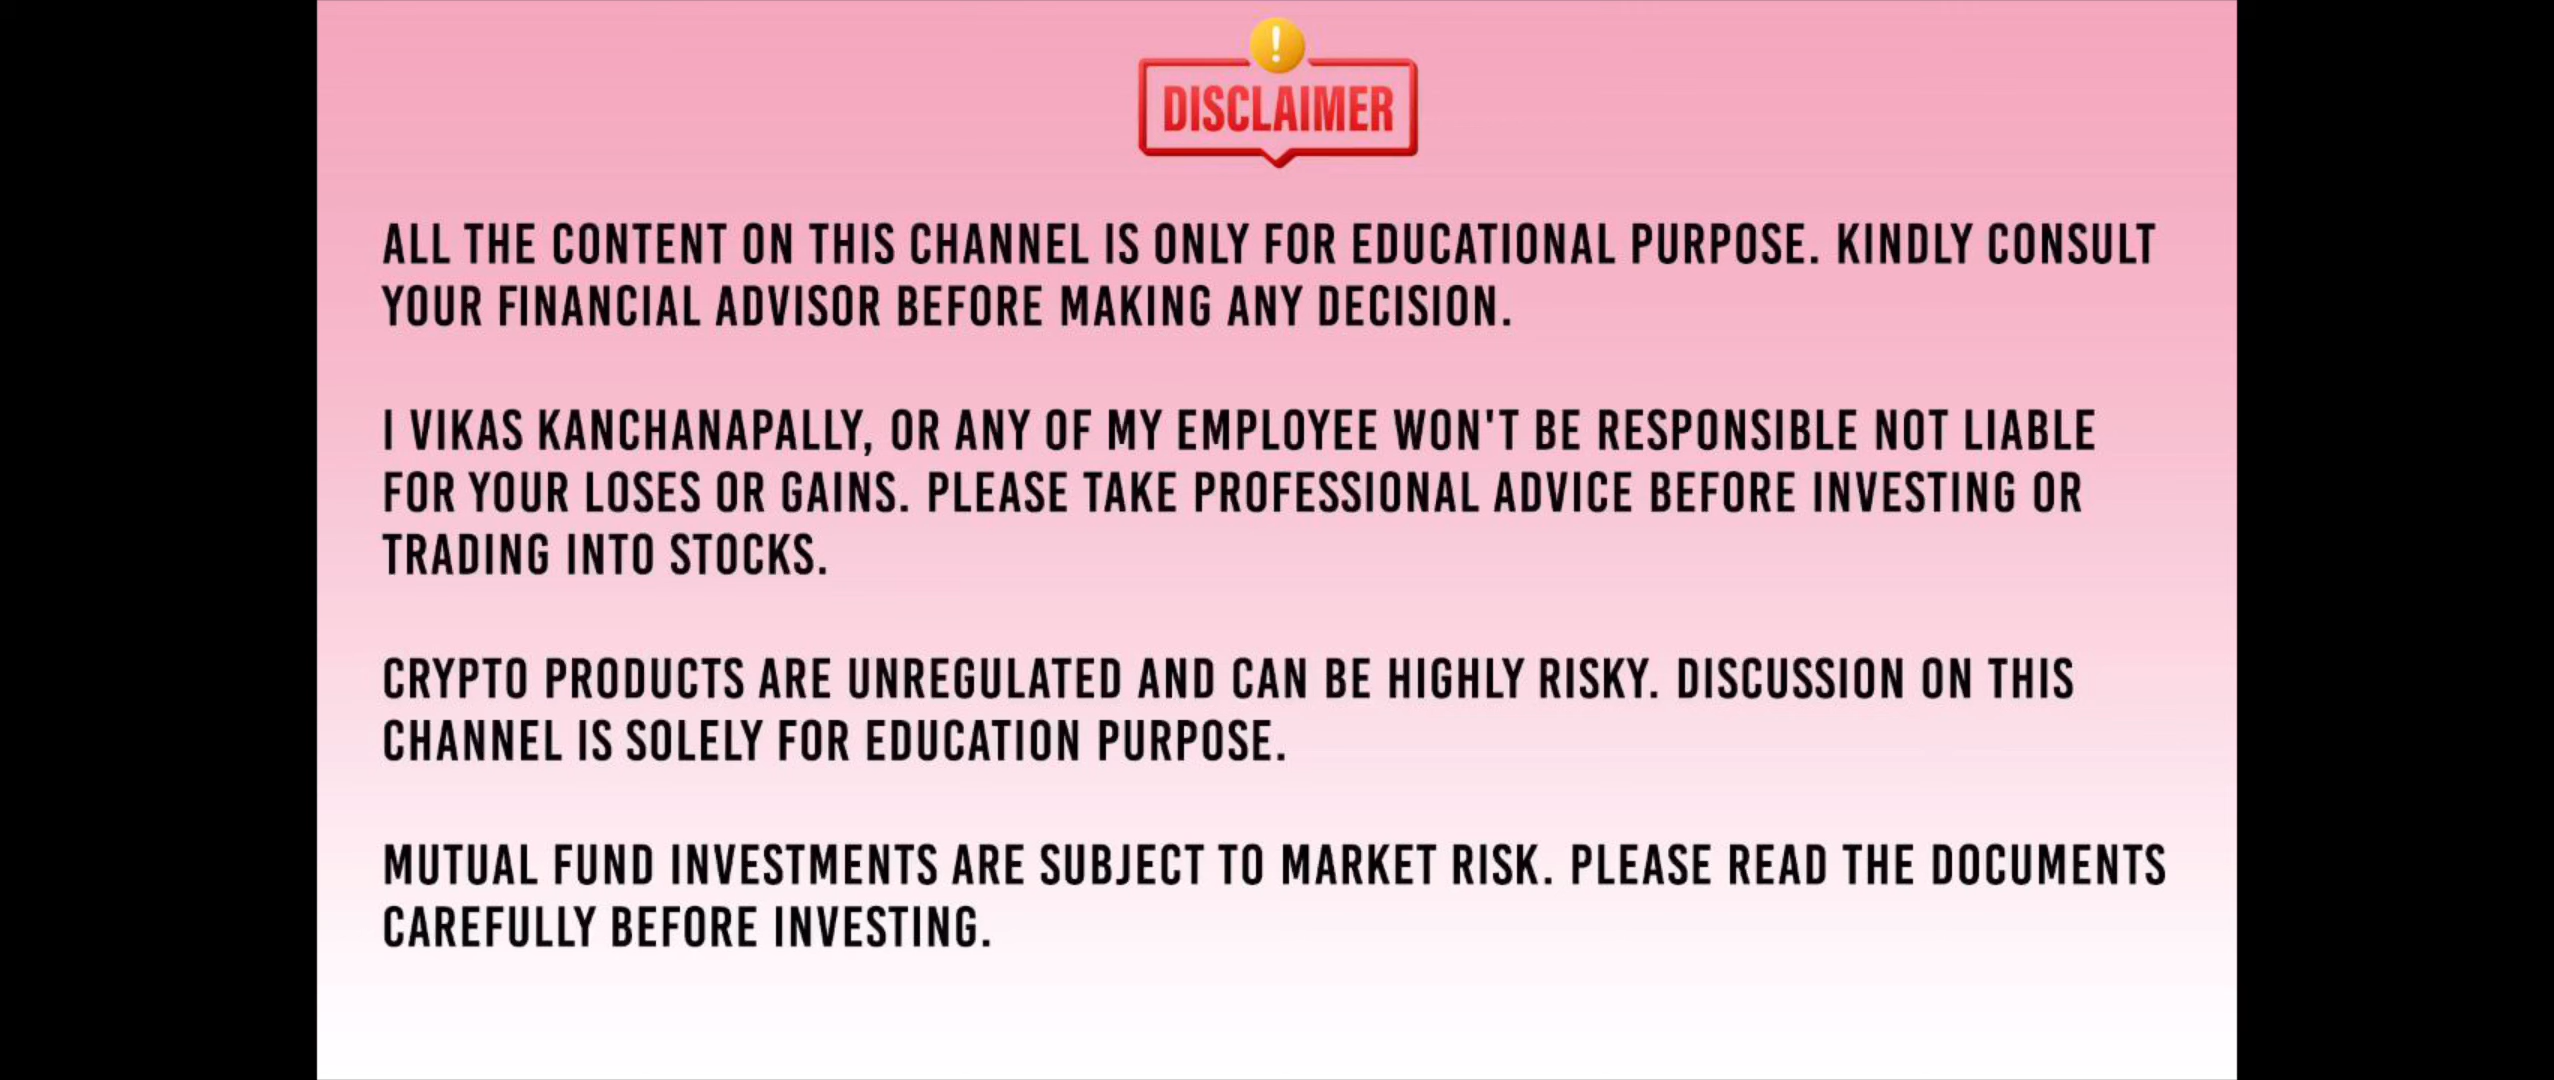 !
DISCLAIMER
ALL THE CONTENT ON THIS CHANNEL IS ONLY FOR EDUCATIONAL PURPOSE. KINDLY CONSULT
YOUR FINANCIAL ADVISOR BEFORE MAKING ANY DECISION.
I VIKAS KANCHANAPALLY, OR ANY OF MY EMPLOYEE WON'T BE RESPONSIBLE NOT LIABLE
FOR YOUR LOSES OR GAINS. PLEASE TAKE PROFESSIONAL ADVICE BEFORE INVESTING OR
TRADING INTO STOCKS.
CRYPTO PRODUCTS ARE UNREGULATED AND CAN BE HIGHLY RISKY. DISCUSSION ON THIS
CHANNEL IS SOLELY FOR EDUCATION PURPOSE.
MUTUAL FUND INVESTMENTS ARE SUBJECT TO MARKET RISK. PLEASE READ THE DOCUMENTS
CAREFULLY BEFORE INVESTING.